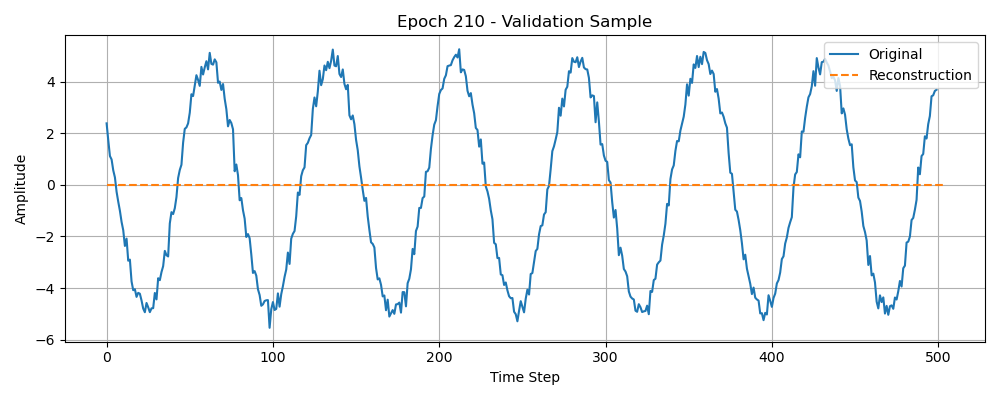 Epoch 210 - Validation Sample
Original
Reconstruction
Amplitude
4
2
0
−2
−4
−6
0 100 200 300 400 500
Time Step